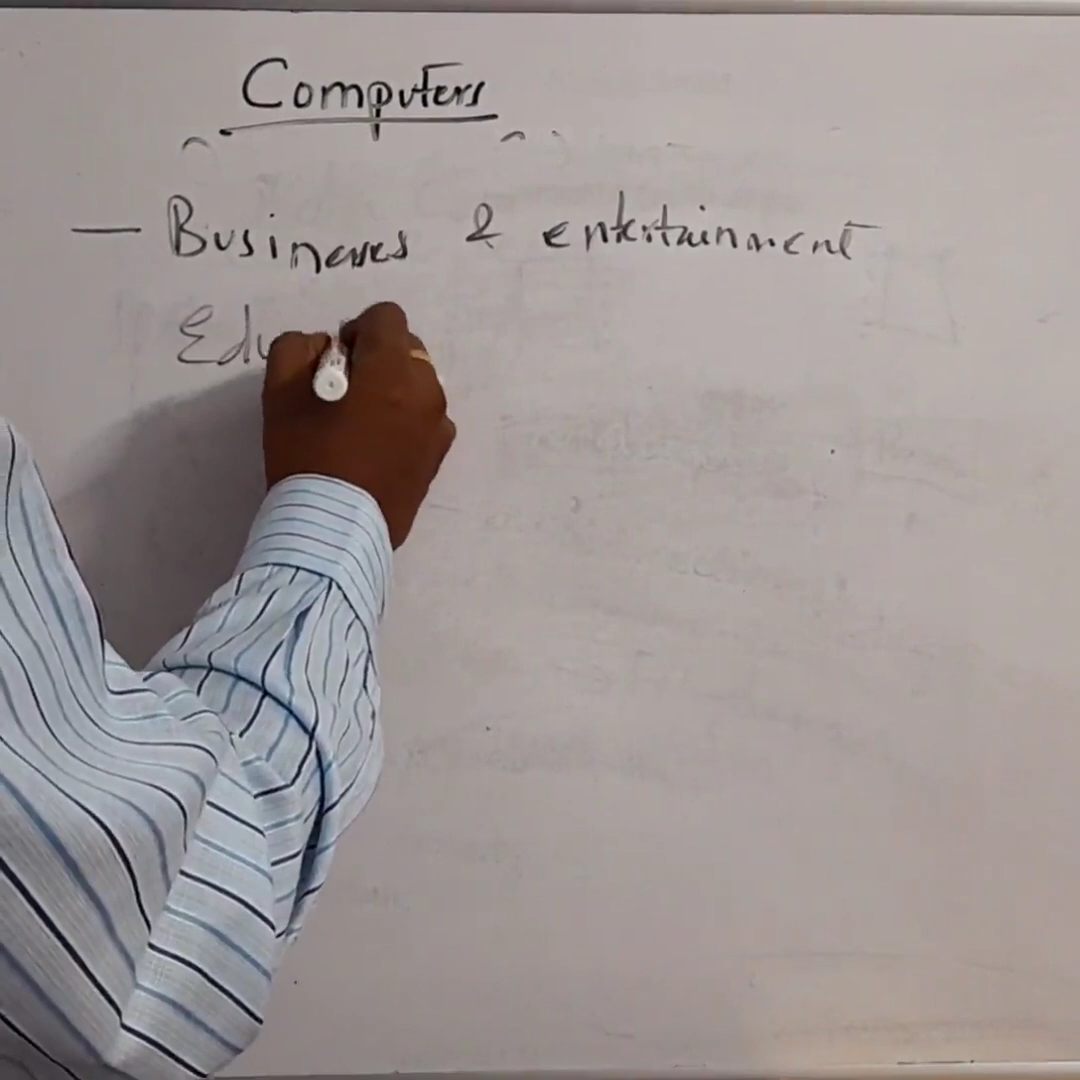 Computers
— Businesses & entertainment
Edu